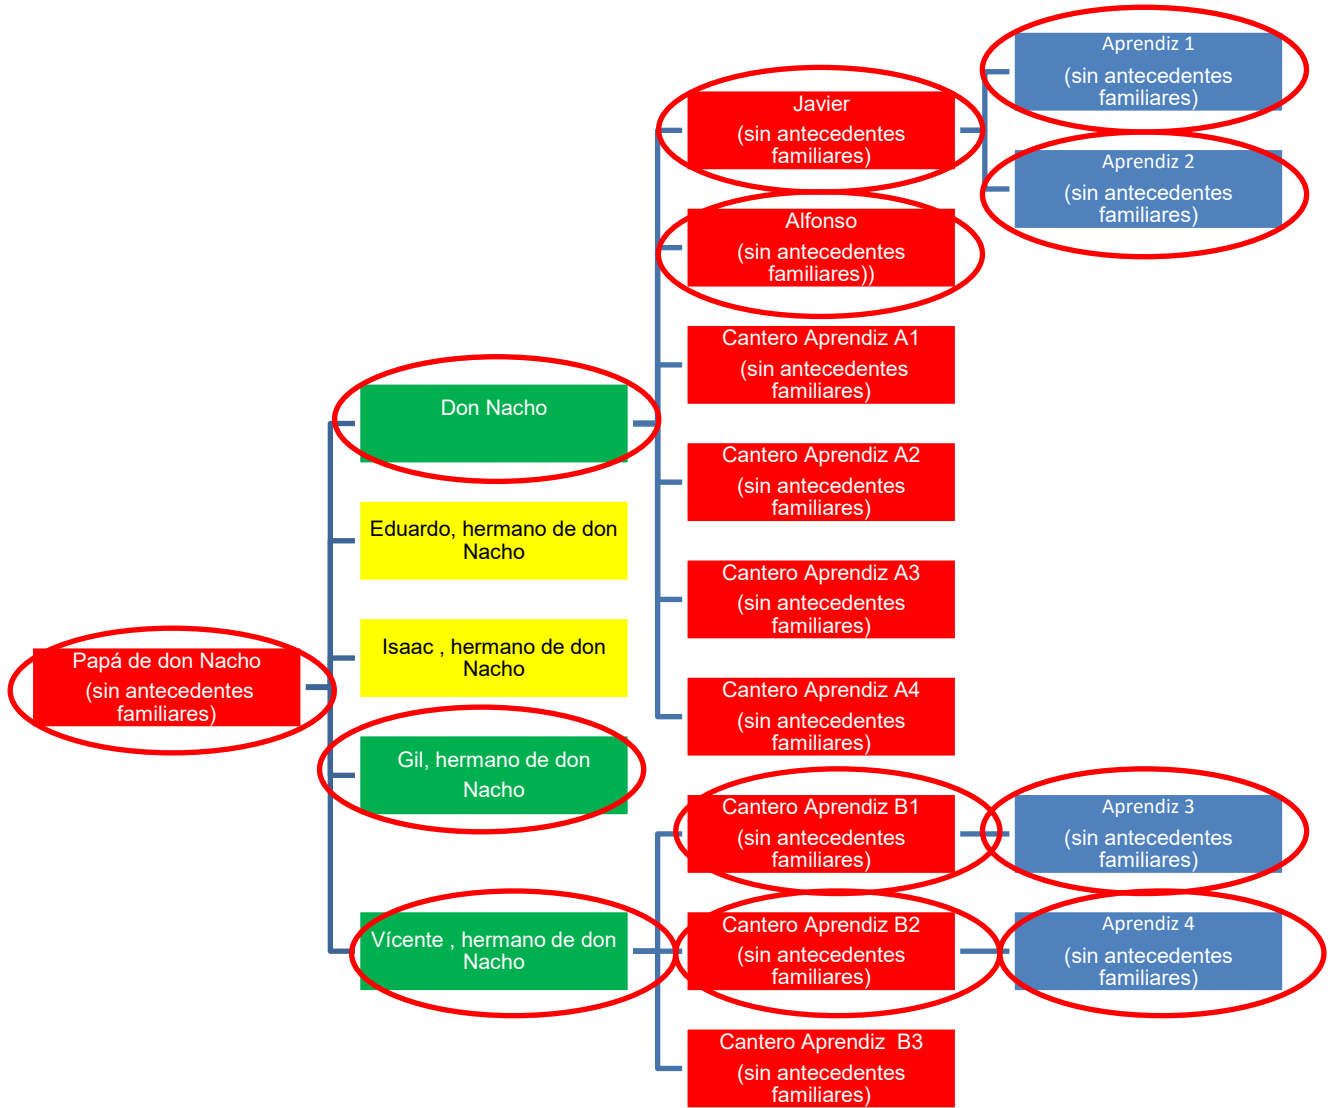 Papá de don Nacho
(sin antecedentes
familiares)
Don Nacho
Eduardo, hermano de don
Nacho
Isaac , hermano de don
Nacho
Gil, hermano de don
Nacho
Vícente , hermano de don
Nacho
Javier
(sin antecedentes
familiares)
Alfonso
(sin antecedentes
familiares))
Cantero Aprendiz A1
(sin antecedentes
familiares)
Cantero Aprendiz A2
(sin antecedentes
familiares)
Cantero Aprendiz A3
(sin antecedentes
familiares)
Cantero Aprendiz A4
(sin antecedentes
familiares)
Cantero Aprendiz B1
(sin antecedentes
familiares)
Cantero Aprendiz B2
(sin antecedentes
familiares)
Cantero Aprendiz B3
(sin antecedentes
familiares)
Aprendiz 1
(sin antecedentes
familiares)
Aprendiz 2
(sin antecedentes
familiares)
Aprendiz 3
(sin antecedentes
familiares)
Aprendiz 4
(sin antecedentes
familiares)